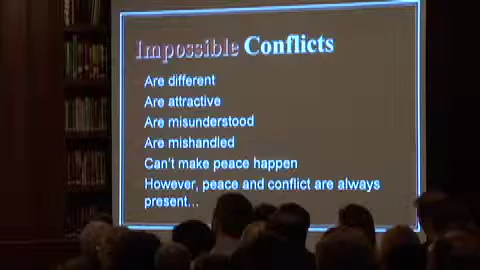 Impossible Conflicts
Are different
Are attractive
Are misunderstood
Are mishandled
Can't make peace happen
However, peace and conflict are always
present...